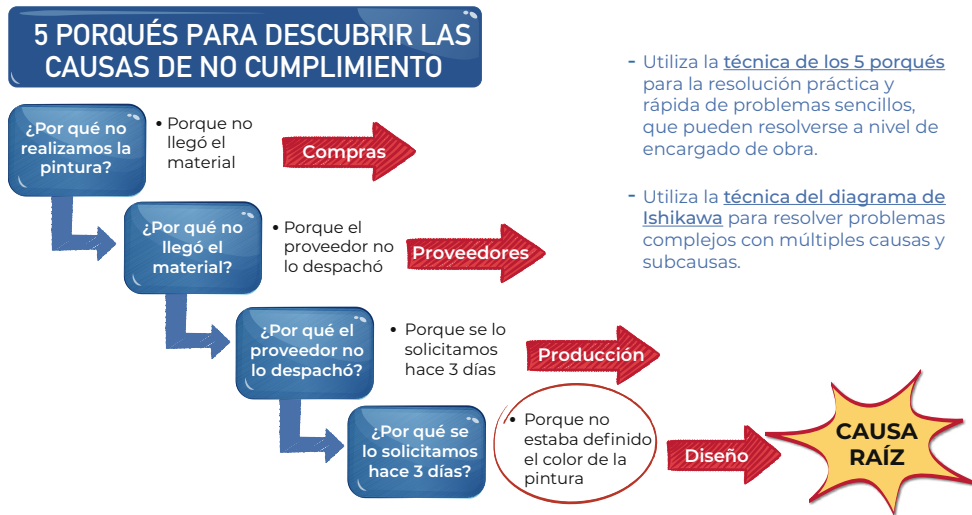 5 PORQUÉS PARA DESCUBRIR LAS
CAUSAS DE NO CUMPLIMIENTO
¿Por qué no
realizamos la
pintura?
• Porque no
llegó el
material
Compras
¿Por qué no
llegó el
material?
• Porque el
proveedor no
lo despachó
Proveedores
¿Por qué el
proveedor no
lo despachó?
• Porque se lo
solicitamos
hace 3 días
Producción
¿Por qué se
lo solicitamos
hace 3 días?
• Porque no
estaba definido
el color de la
pintura
Diseño
CAUSA
RAÍZ
- Utiliza la técnica de los 5 porqués
para la resolución práctica y
rápida de problemas sencillos,
que pueden resolverse a nivel de
encargado de obra.
- Utiliza la técnica del diagrama de
Ishikawa para resolver problemas
complejos con múltiples causas y
subcausas.